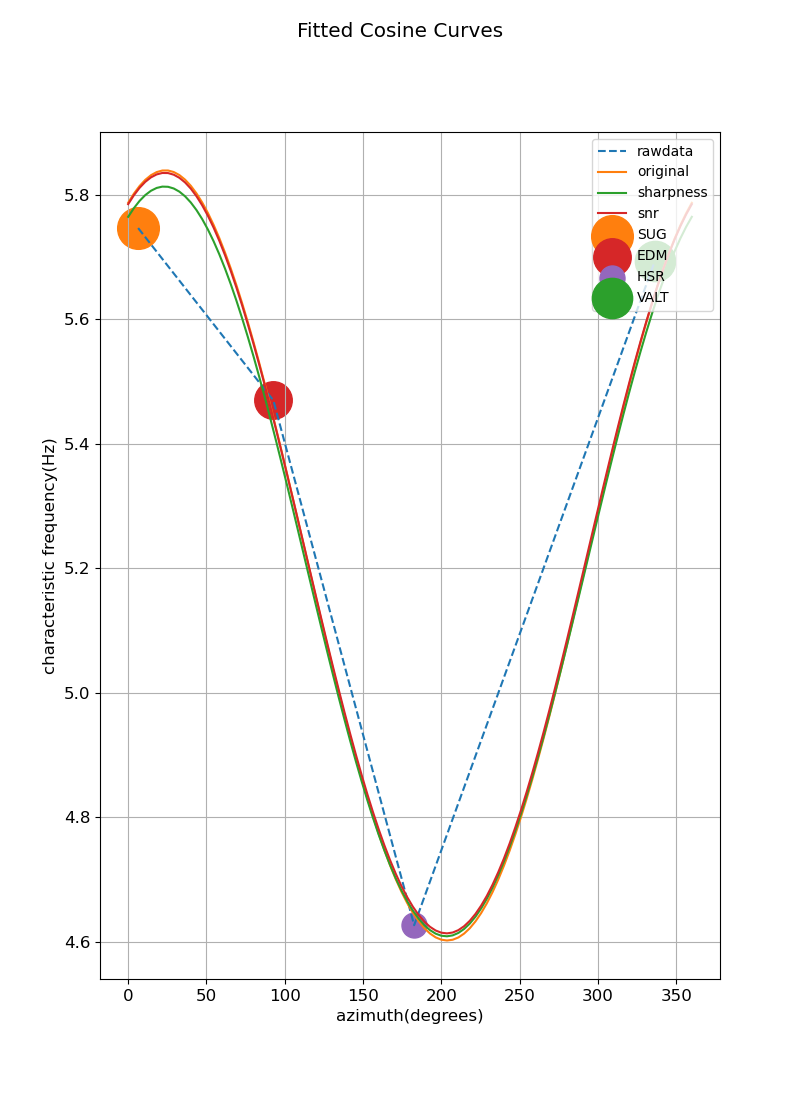 Fitted Cosine Curves
rawdata
original
sharpness
snr
SUG
EDM
HSR
VALT
characteristic frequency(Hz)
5.8
5.6
5.4
5.2
5.0
4.8
4.6
0 50 100 150 200 250 300 350
azimuth(degrees)